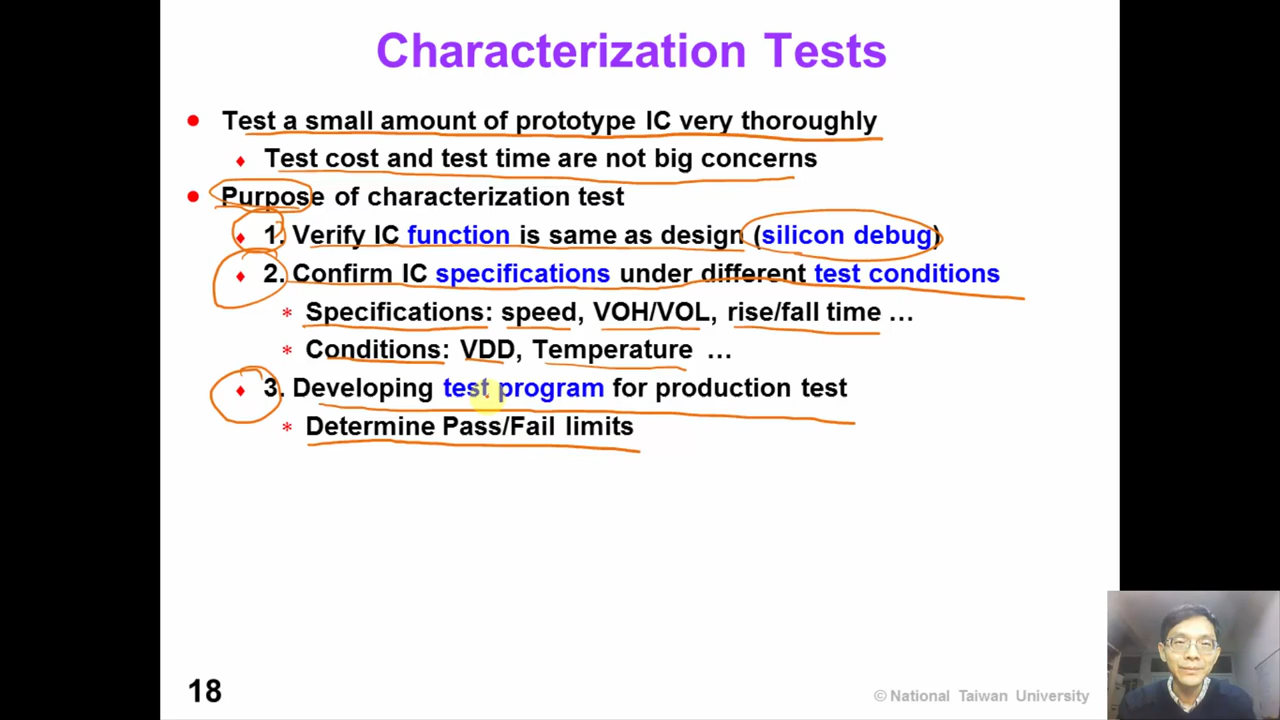 Characterization Tests
Test a small amount of prototype IC very thoroughly
Test cost and test time are not big concerns
Purpose of characterization test
1. Verify IC function is same as design (silicon debug)
2. Confirm IC specifications under different test conditions
* Specifications: speed, VOH/VOL, rise/fall time ...
* Conditions: VDD, Temperature ...
3. Developing test program for production test
* Determine Pass/Fail limits
18
© National Taiwan University